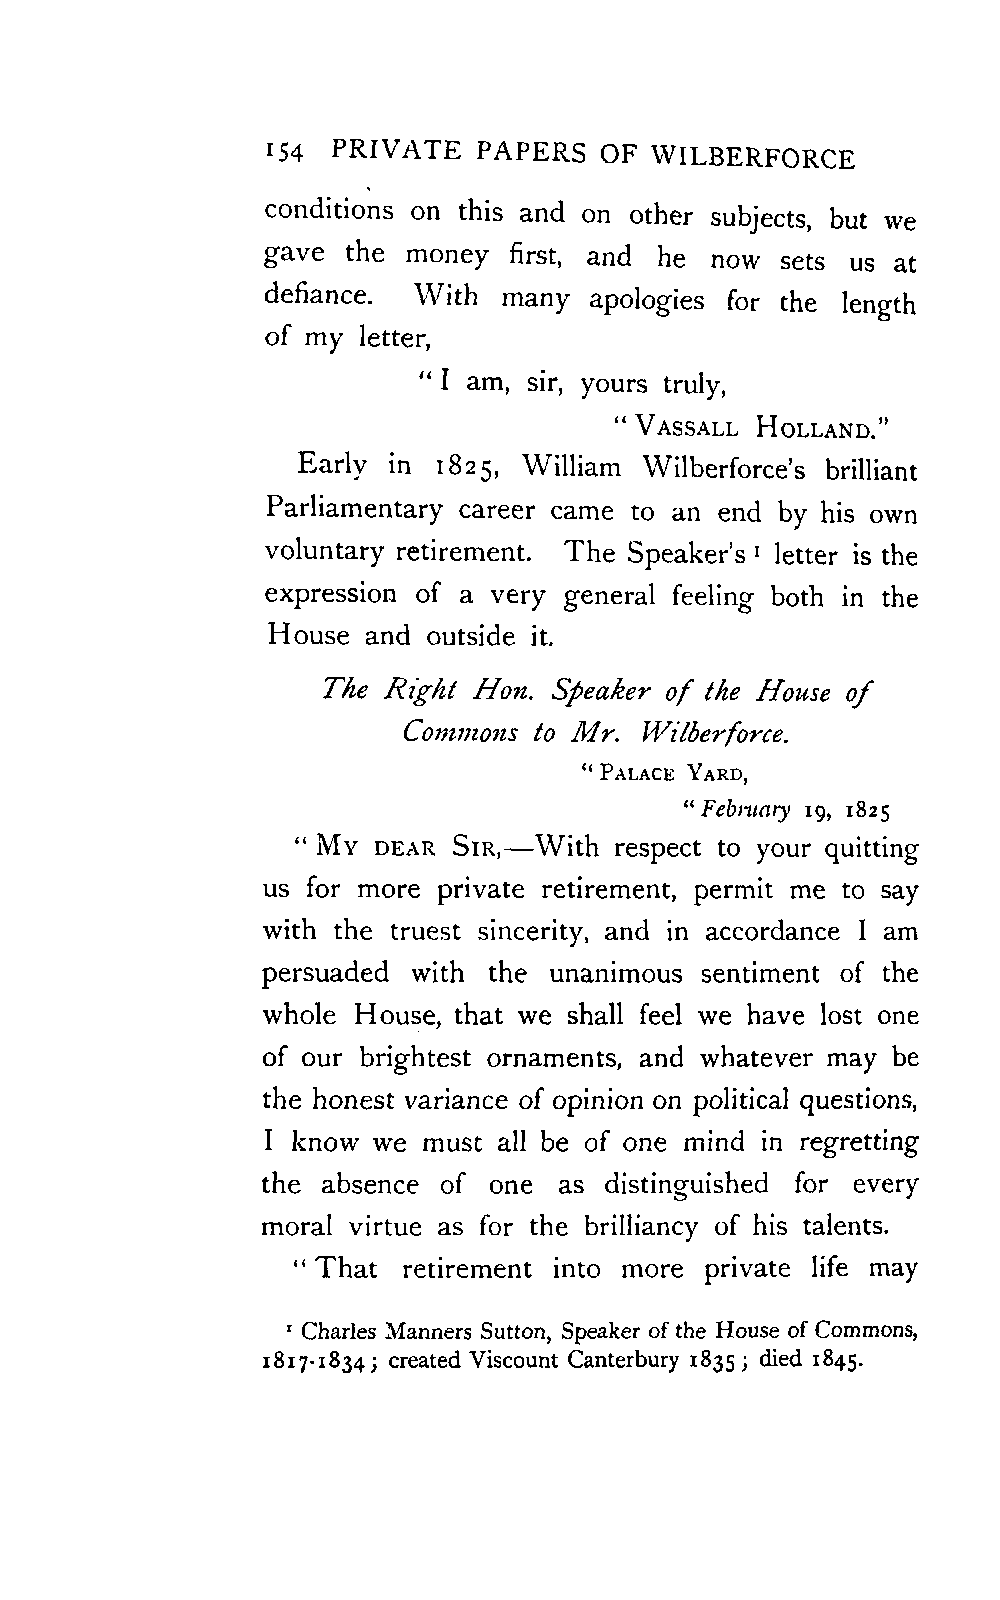 154 PRIVATE PAPERS OF WILBERFORCE
conditions on this and on other subjects, but we
gave the money first, and he now sets us at
defiance. With many apologies for the length
of my letter,
"I am, sir, yours truly,
"VASSALL HOLLAND."
Early in 1825, William Wilberforce's brilliant
Parliamentary career came to an end by his own
voluntary retirement. The Speaker's ¹ letter is the
expression of a very general feeling both in the
House and outside it.
The Right Hon. Speaker of the House of
Commons to Mr. Wilberforce.
"PALACE YARD,
"February 19, 1825
"MY DEAR SIR,—With respect to your quitting
us for more private retirement, permit me to say
with the truest sincerity, and in accordance I am
persuaded with the unanimous sentiment of the
whole House, that we shall feel we have lost one
of our brightest ornaments, and whatever may be
the honest variance of opinion on political questions,
I know we must all be of one mind in regretting
the absence of one as distinguished for every
moral virtue as for the brilliancy of his talents.
"That retirement into more private life may
¹ Charles Manners Sutton, Speaker of the House of Commons,
1817-1834; created Viscount Canterbury 1835; died 1845.